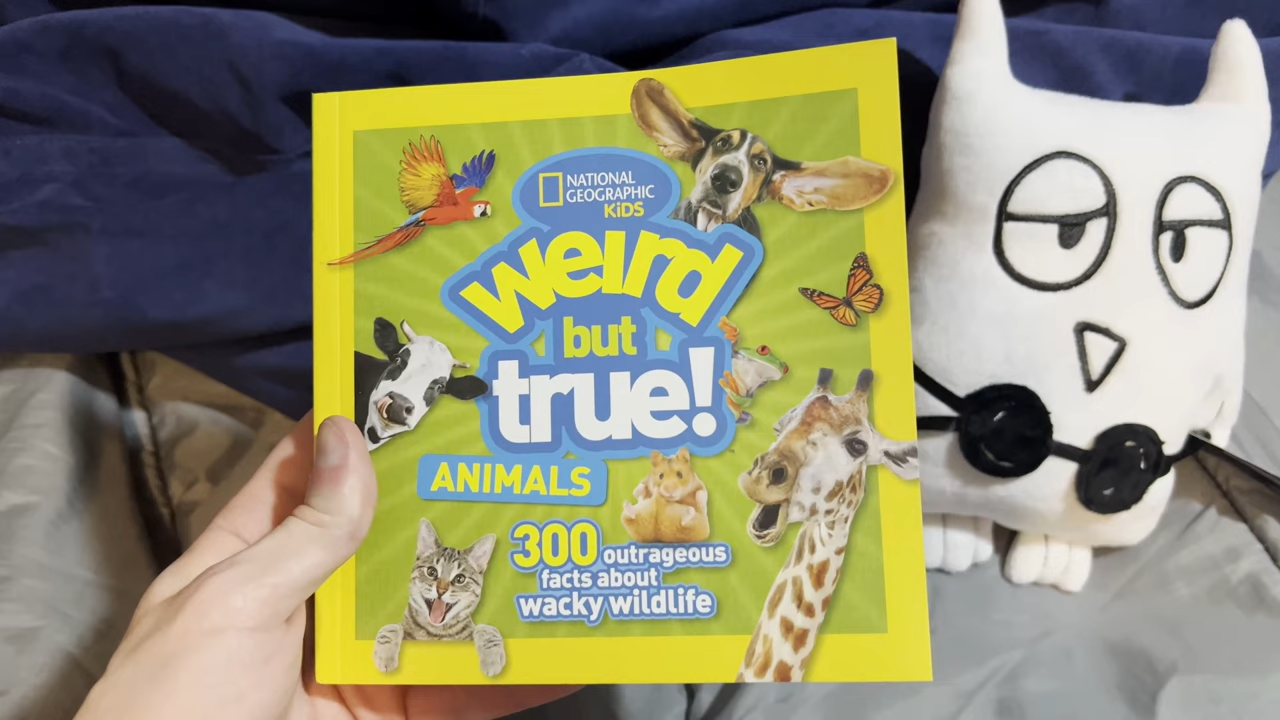 NATIONAL
GEOGRAPHIC
KiDS
weird
but
true!
ANIMALS
300 outrageous
facts about
wacky wildlife